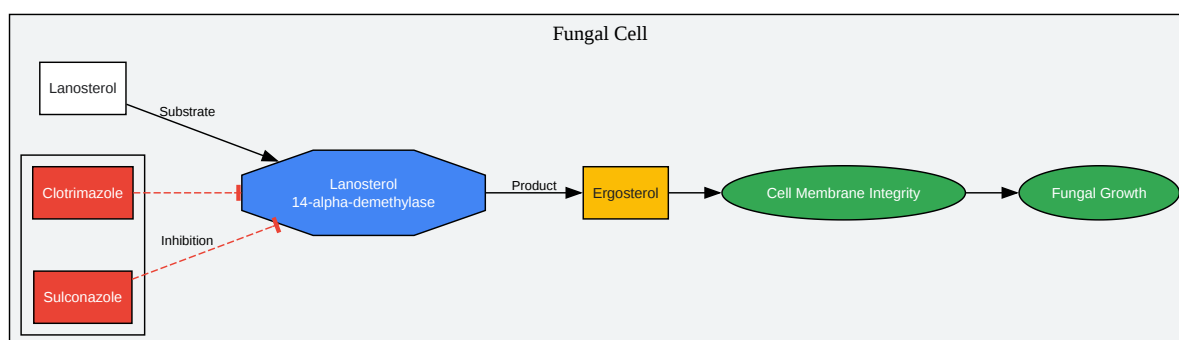 Fungal Cell
Lanosterol
Substrate
Clotrimazole
Lanosterol
14-alpha-demethylase
Product
Ergosterol
Cell Membrane Integrity
Fungal Growth
Inhibition
Sulconazole